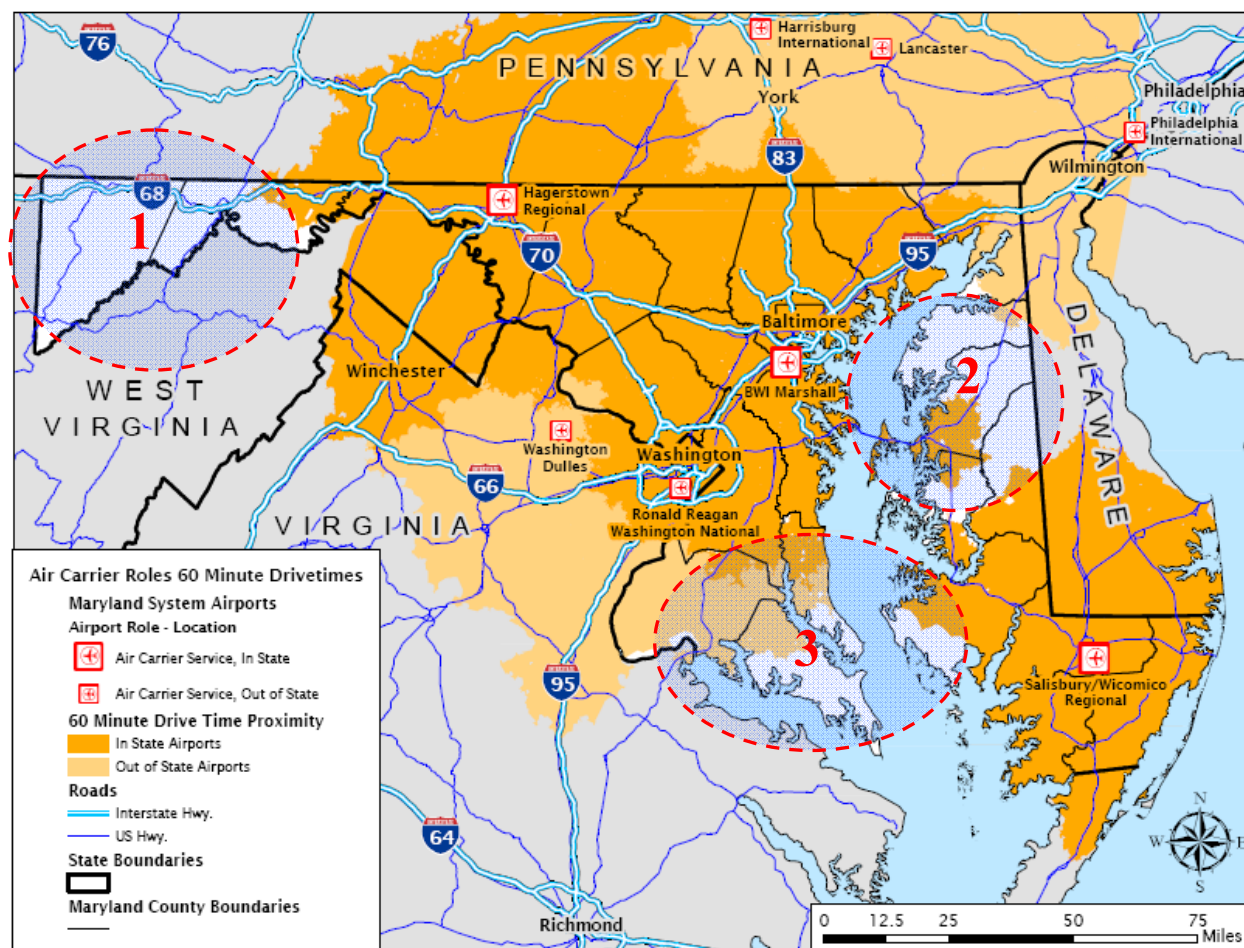 76
Harrisburg
International
Lancaster
PENNSYLVANIA
York
Philadelphia
Philadelphia
International
83
Wilmington
68
1
Hagerstown
Regional
70
95
Baltimore
BWI Marshall
2
DELAWARE
Winchester
WEST
VIRGINIA
Washington
Dulles
Washington
66
Ronald Reagan
Washington National
VIRGINIA
3
95
Salisbury/Wicomico
Regional
64
Richmond
Air Carrier Roles 60 Minute Drivetimes
Maryland System Airports
Airport Role - Location
Air Carrier Service, In State
Air Carrier Service, Out of State
60 Minute Drive Time Proximity
In State Airports
Out of State Airports
Roads
Interstate Hwy.
US Hwy.
State Boundaries
Maryland County Boundaries
N
W E
S
0 12.5 25 50 75
Miles